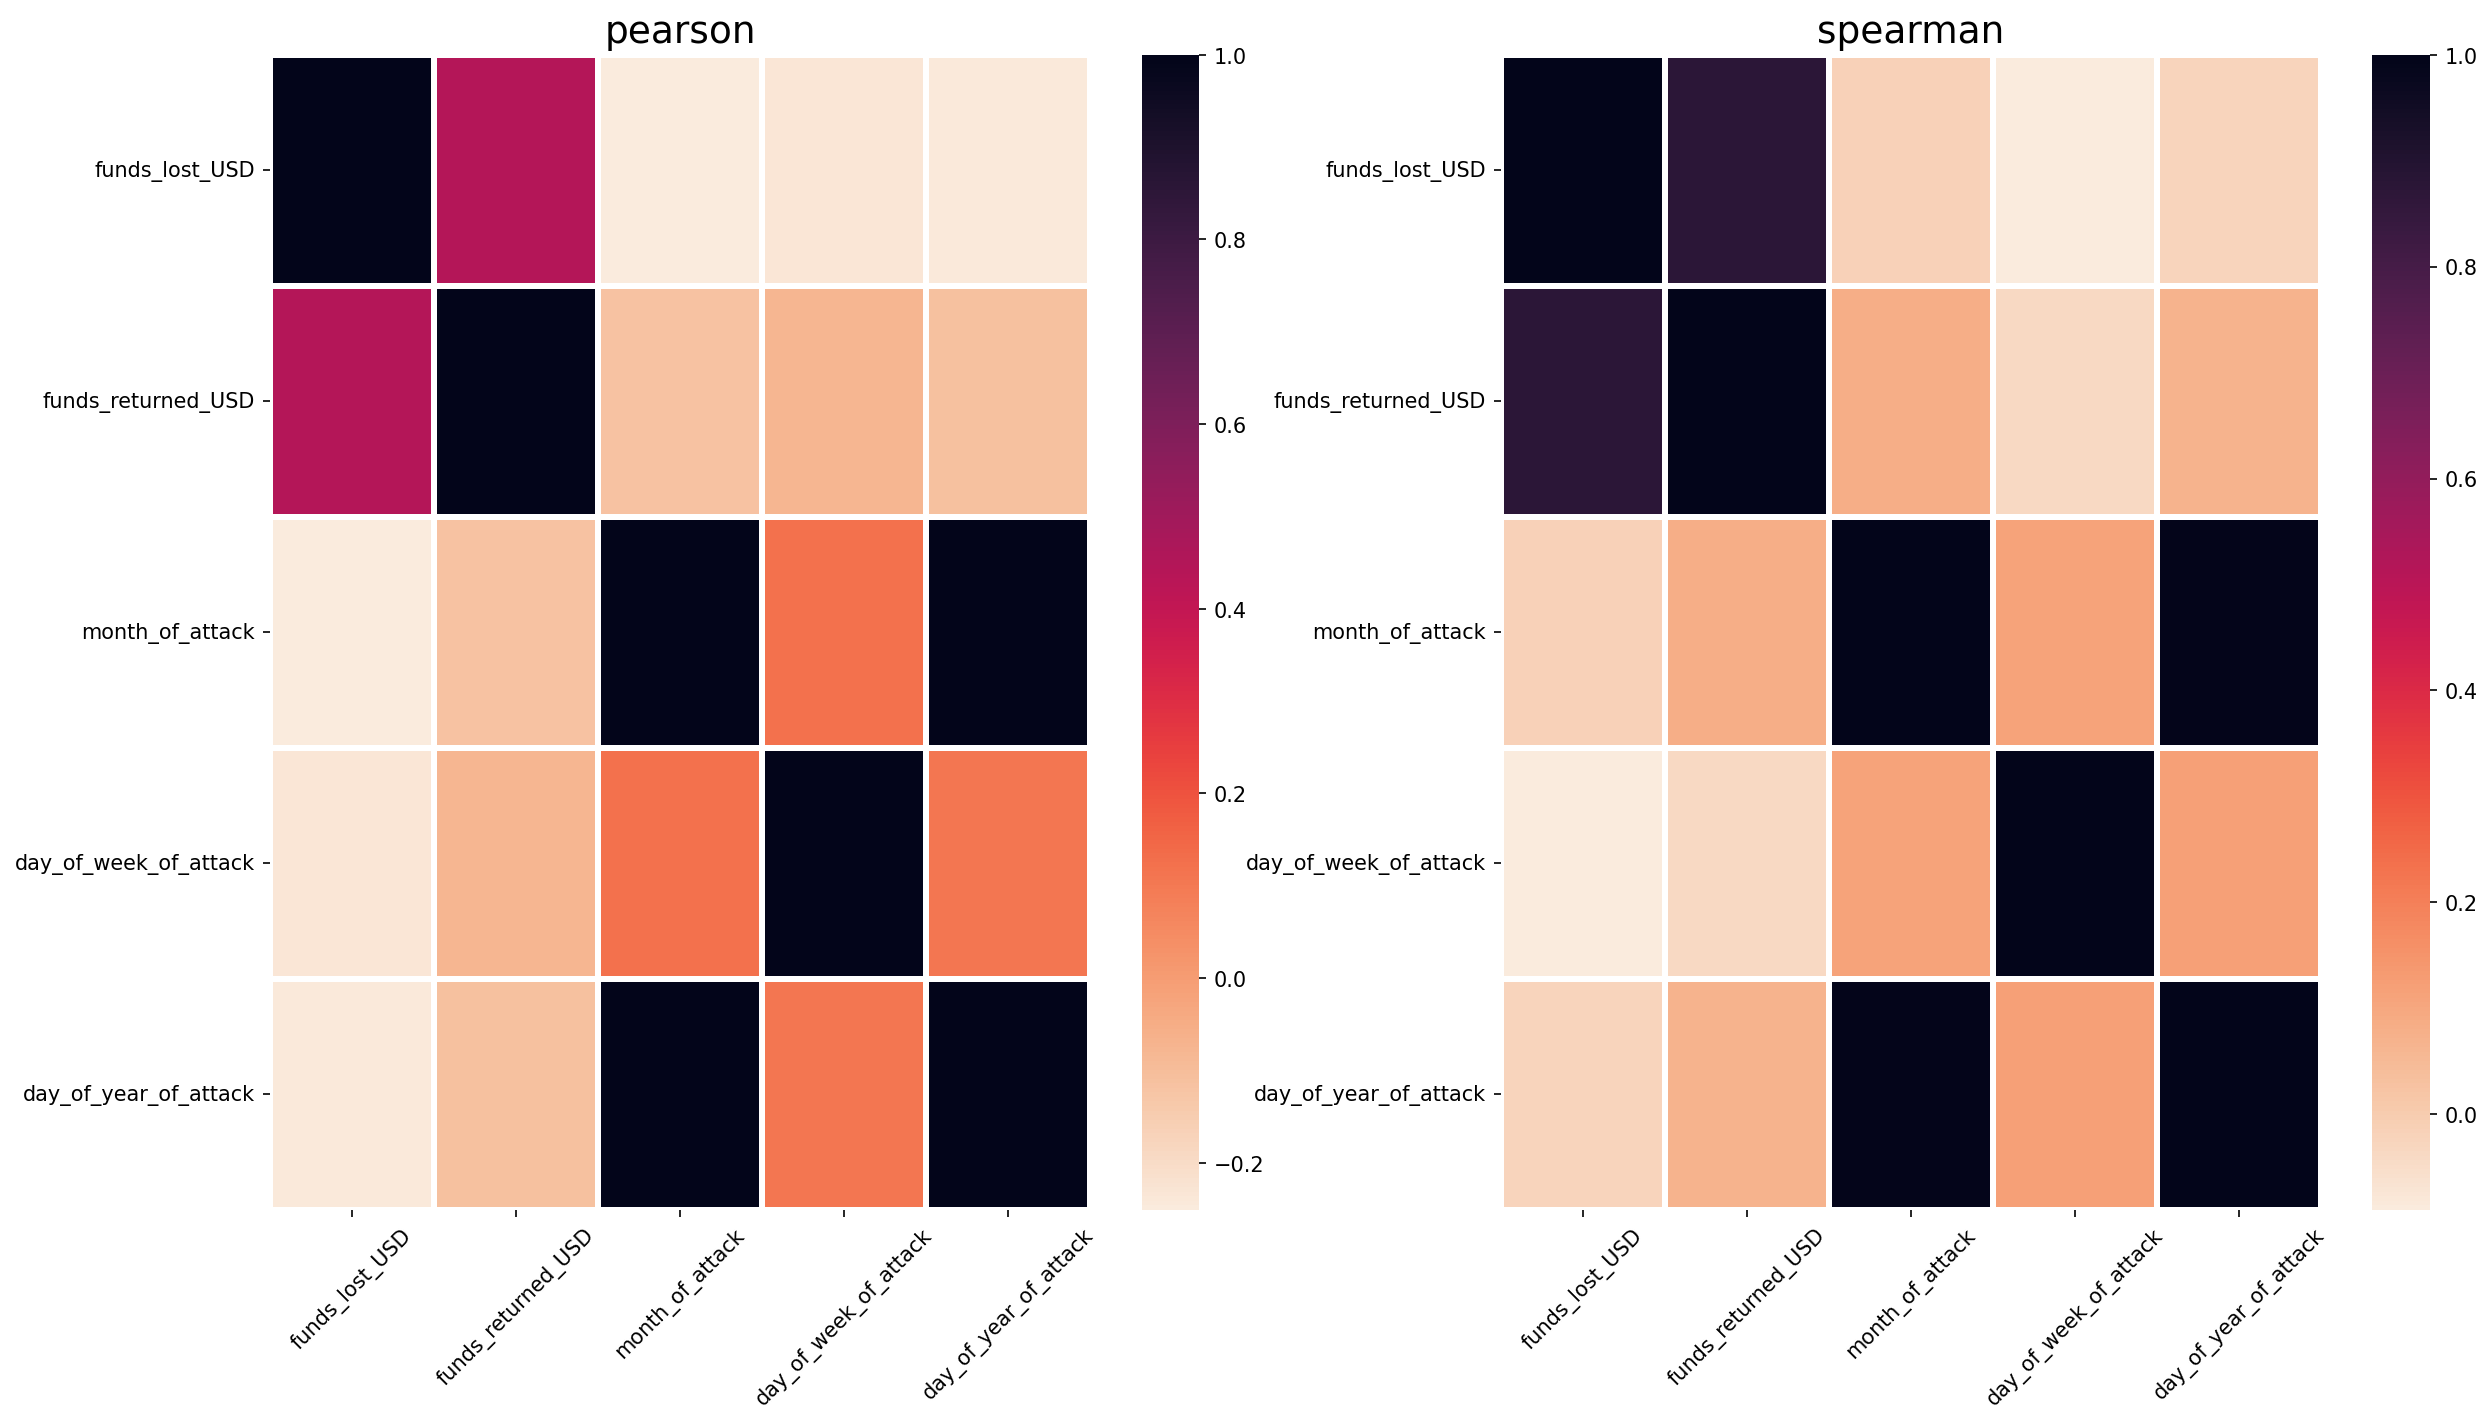 pearson
funds_lost_USD
funds_returned_USD
month_of_attack
day_of_week_of_attack
day_of_year_of_attack
funds_lost_USD
funds_returned_USD
month_of_attack
day_of_week_of_attack
day_of_year_of_attack
1.0
0.8
0.6
0.4
0.2
0.0
−0.2
spearman
funds_lost_USD
funds_returned_USD
month_of_attack
day_of_week_of_attack
day_of_year_of_attack
funds_lost_USD
funds_returned_USD
month_of_attack
day_of_week_of_attack
day_of_year_of_attack
1.0
0.8
0.6
0.4
0.2
0.0